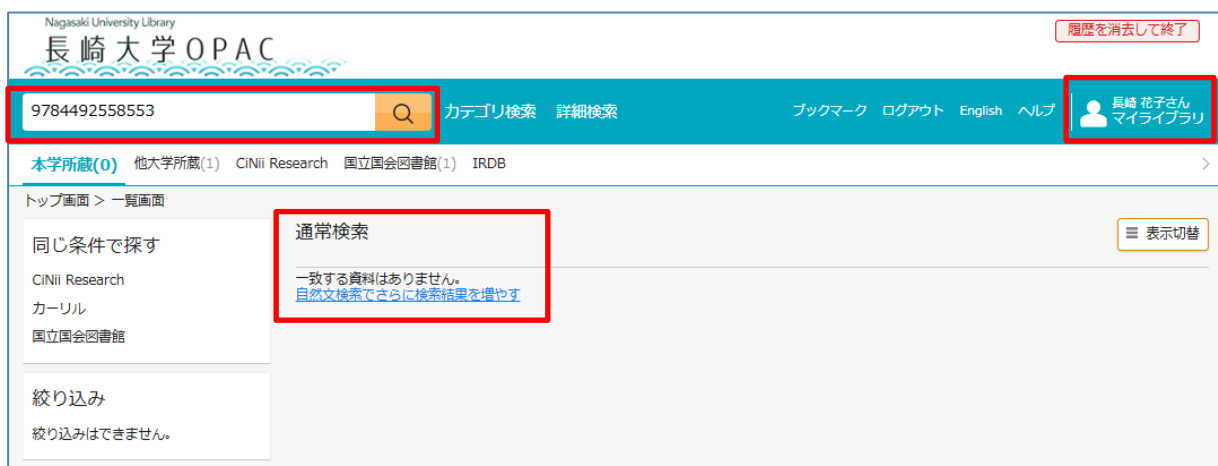 Nagasaki University Library
長崎大学OPAC
履歴を消去して終了
9784492558553
カテゴリ検索 詳細検索
ブックマーク ログアウト English ヘルプ
長崎 花子さん
マイライブラリ
本学所蔵(0) 他大学所蔵(1) CiNii Research 国立国会図書館(1) IRDB
トップ画面 > 一覧画面
同じ条件で探す
CiNii Research
カーリル
国立国会図書館
絞り込み
絞り込みはできません。
通常検索
表示切替
一致する資料はありません。
自然文検索でさらに検索結果を増やす